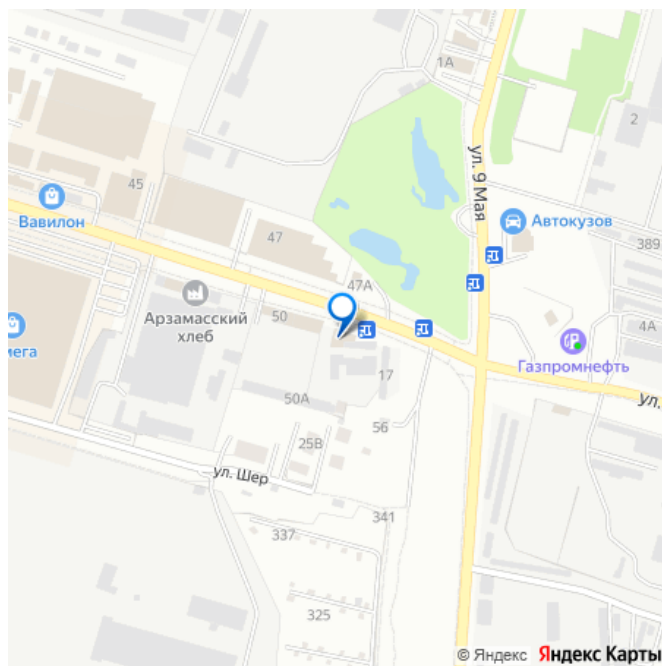 1А
2
ул. 9 Мая
45
Вавилон
Автокузов
47
389
47А
Арзамасский
хлеб
50
4А
мега
17
Газпромнефть
50А
ул.
56
25В
ул. Шер
341
337
325
© Яндекс Яндекс Карты